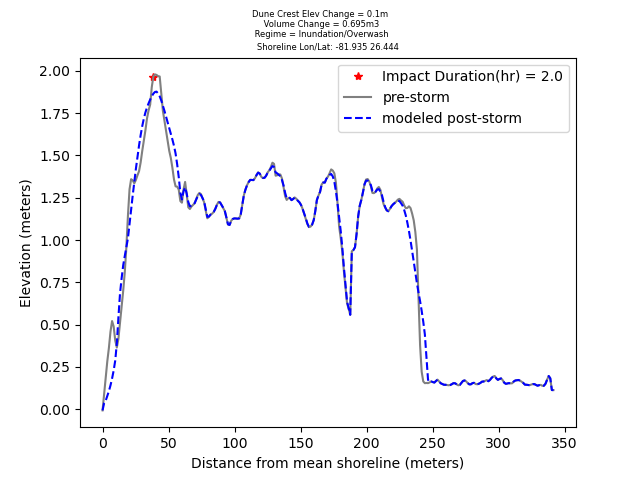 Dune Crest Elev Change = 0.1m
Volume Change = 0.695m3
Regime = Inundation/Overwash
Shoreline Lon/Lat: -81.935 26.444
Impact Duration(hr) = 2.0
pre-storm
modeled post-storm
2.00
1.75
1.50
1.25
1.00
0.75
0.50
0.25
0.00
Elevation (meters)
0 50 100 150 200 250 300 350
Distance from mean shoreline (meters)